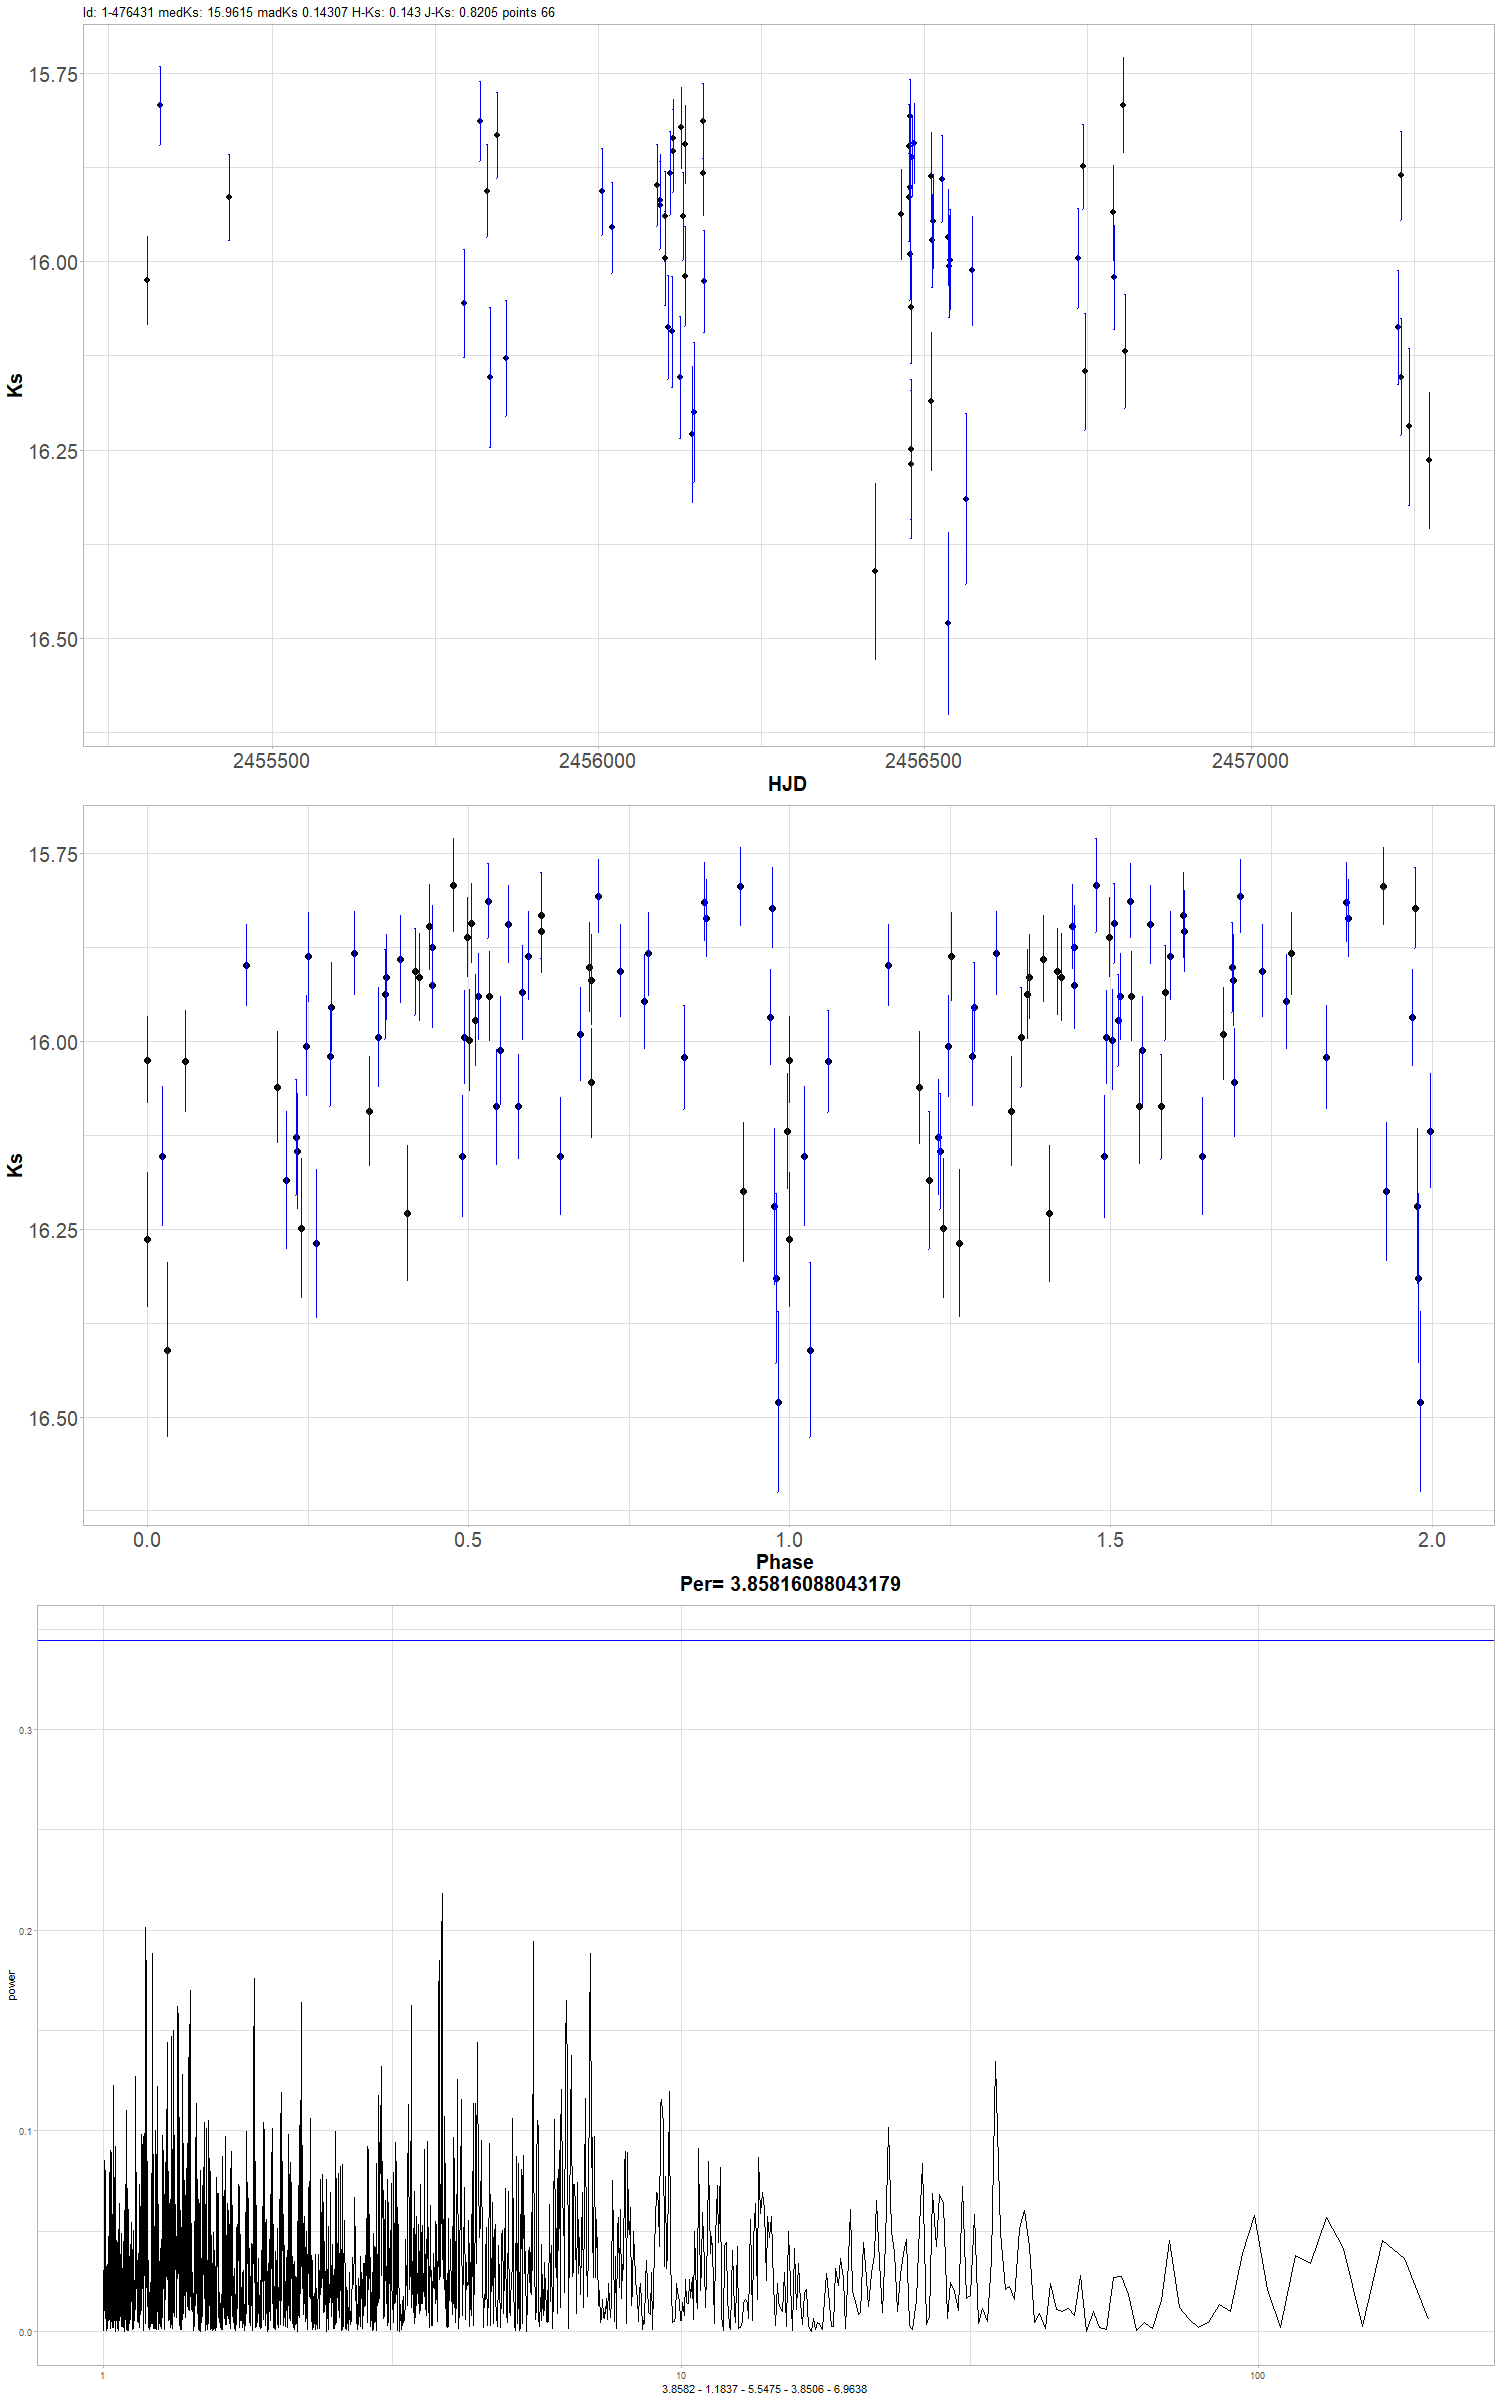 Id: 1-476431 medKs: 15.9615 madKs 0.14307 H-Ks: 0.143 J-Ks: 0.8205 points 66
15.75
16.00
16.25
16.50
Ks
2455500 2456000 2456500 2457000
HJD
15.75
16.00
16.25
16.50
Ks
0.0 0.5 1.0 1.5 2.0
Phase
Per= 3.85816088043179
0.3
0.2
0.1
0.0
power
1 10 100
3.8582 - 1.1837 - 5.5475 - 3.8506 - 6.9638